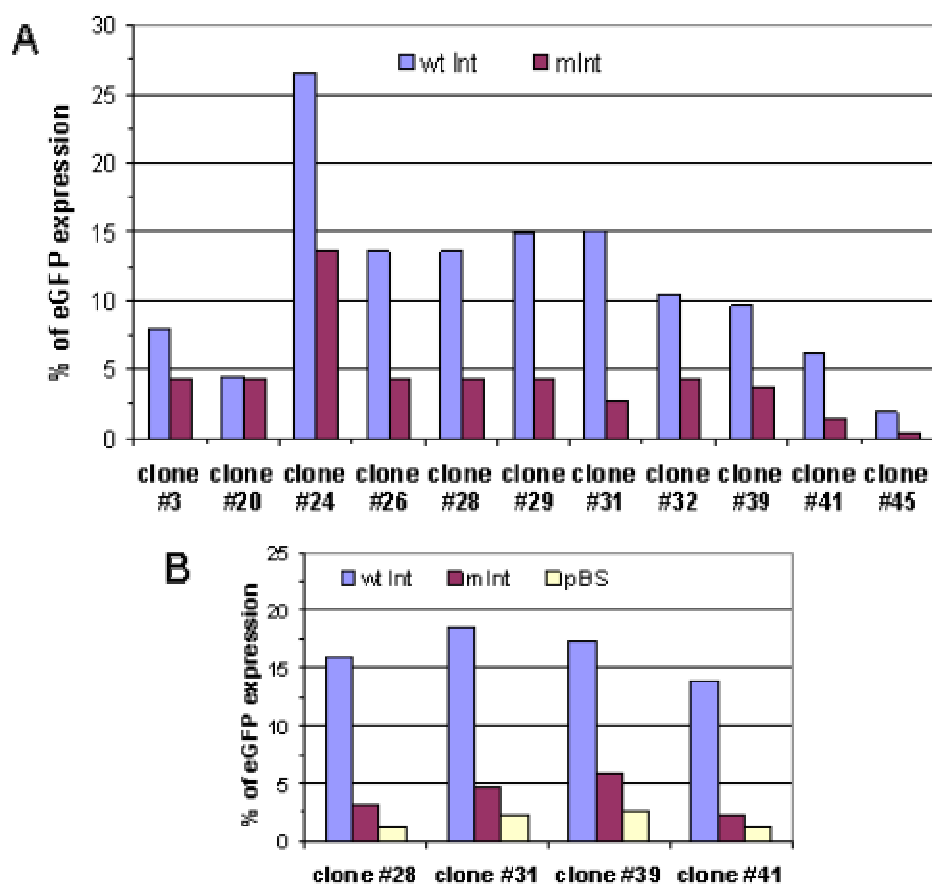 A
30
25
20
15
10
5
0
% of eGFP expression
wt Int mInt
clone #3
clone #20
clone #24
clone #26
clone #28
clone #29
clone #31
clone #32
clone #39
clone #41
clone #45
B
25
20
15
10
5
0
% of eGFP expression
wt Int mInt pBS
clone #28 clone #31 clone #39 clone #41